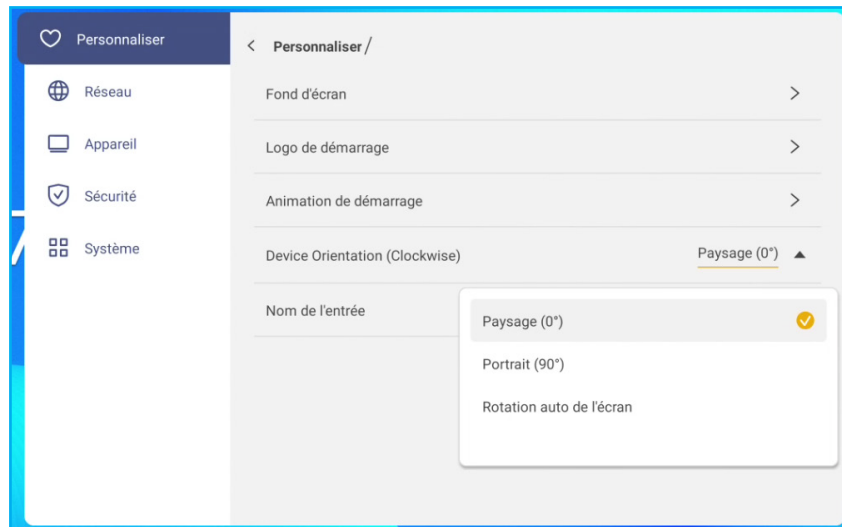 Personnaliser
Réseau
Appareil
Sécurité
Système
Personnaliser /
Fond d'écran
Logo de démarrage
Animation de démarrage
Device Orientation (Clockwise) Paysage (0°)
Nom de l'entrée
Paysage (0°)
Portrait (90°)
Rotation auto de l'écran